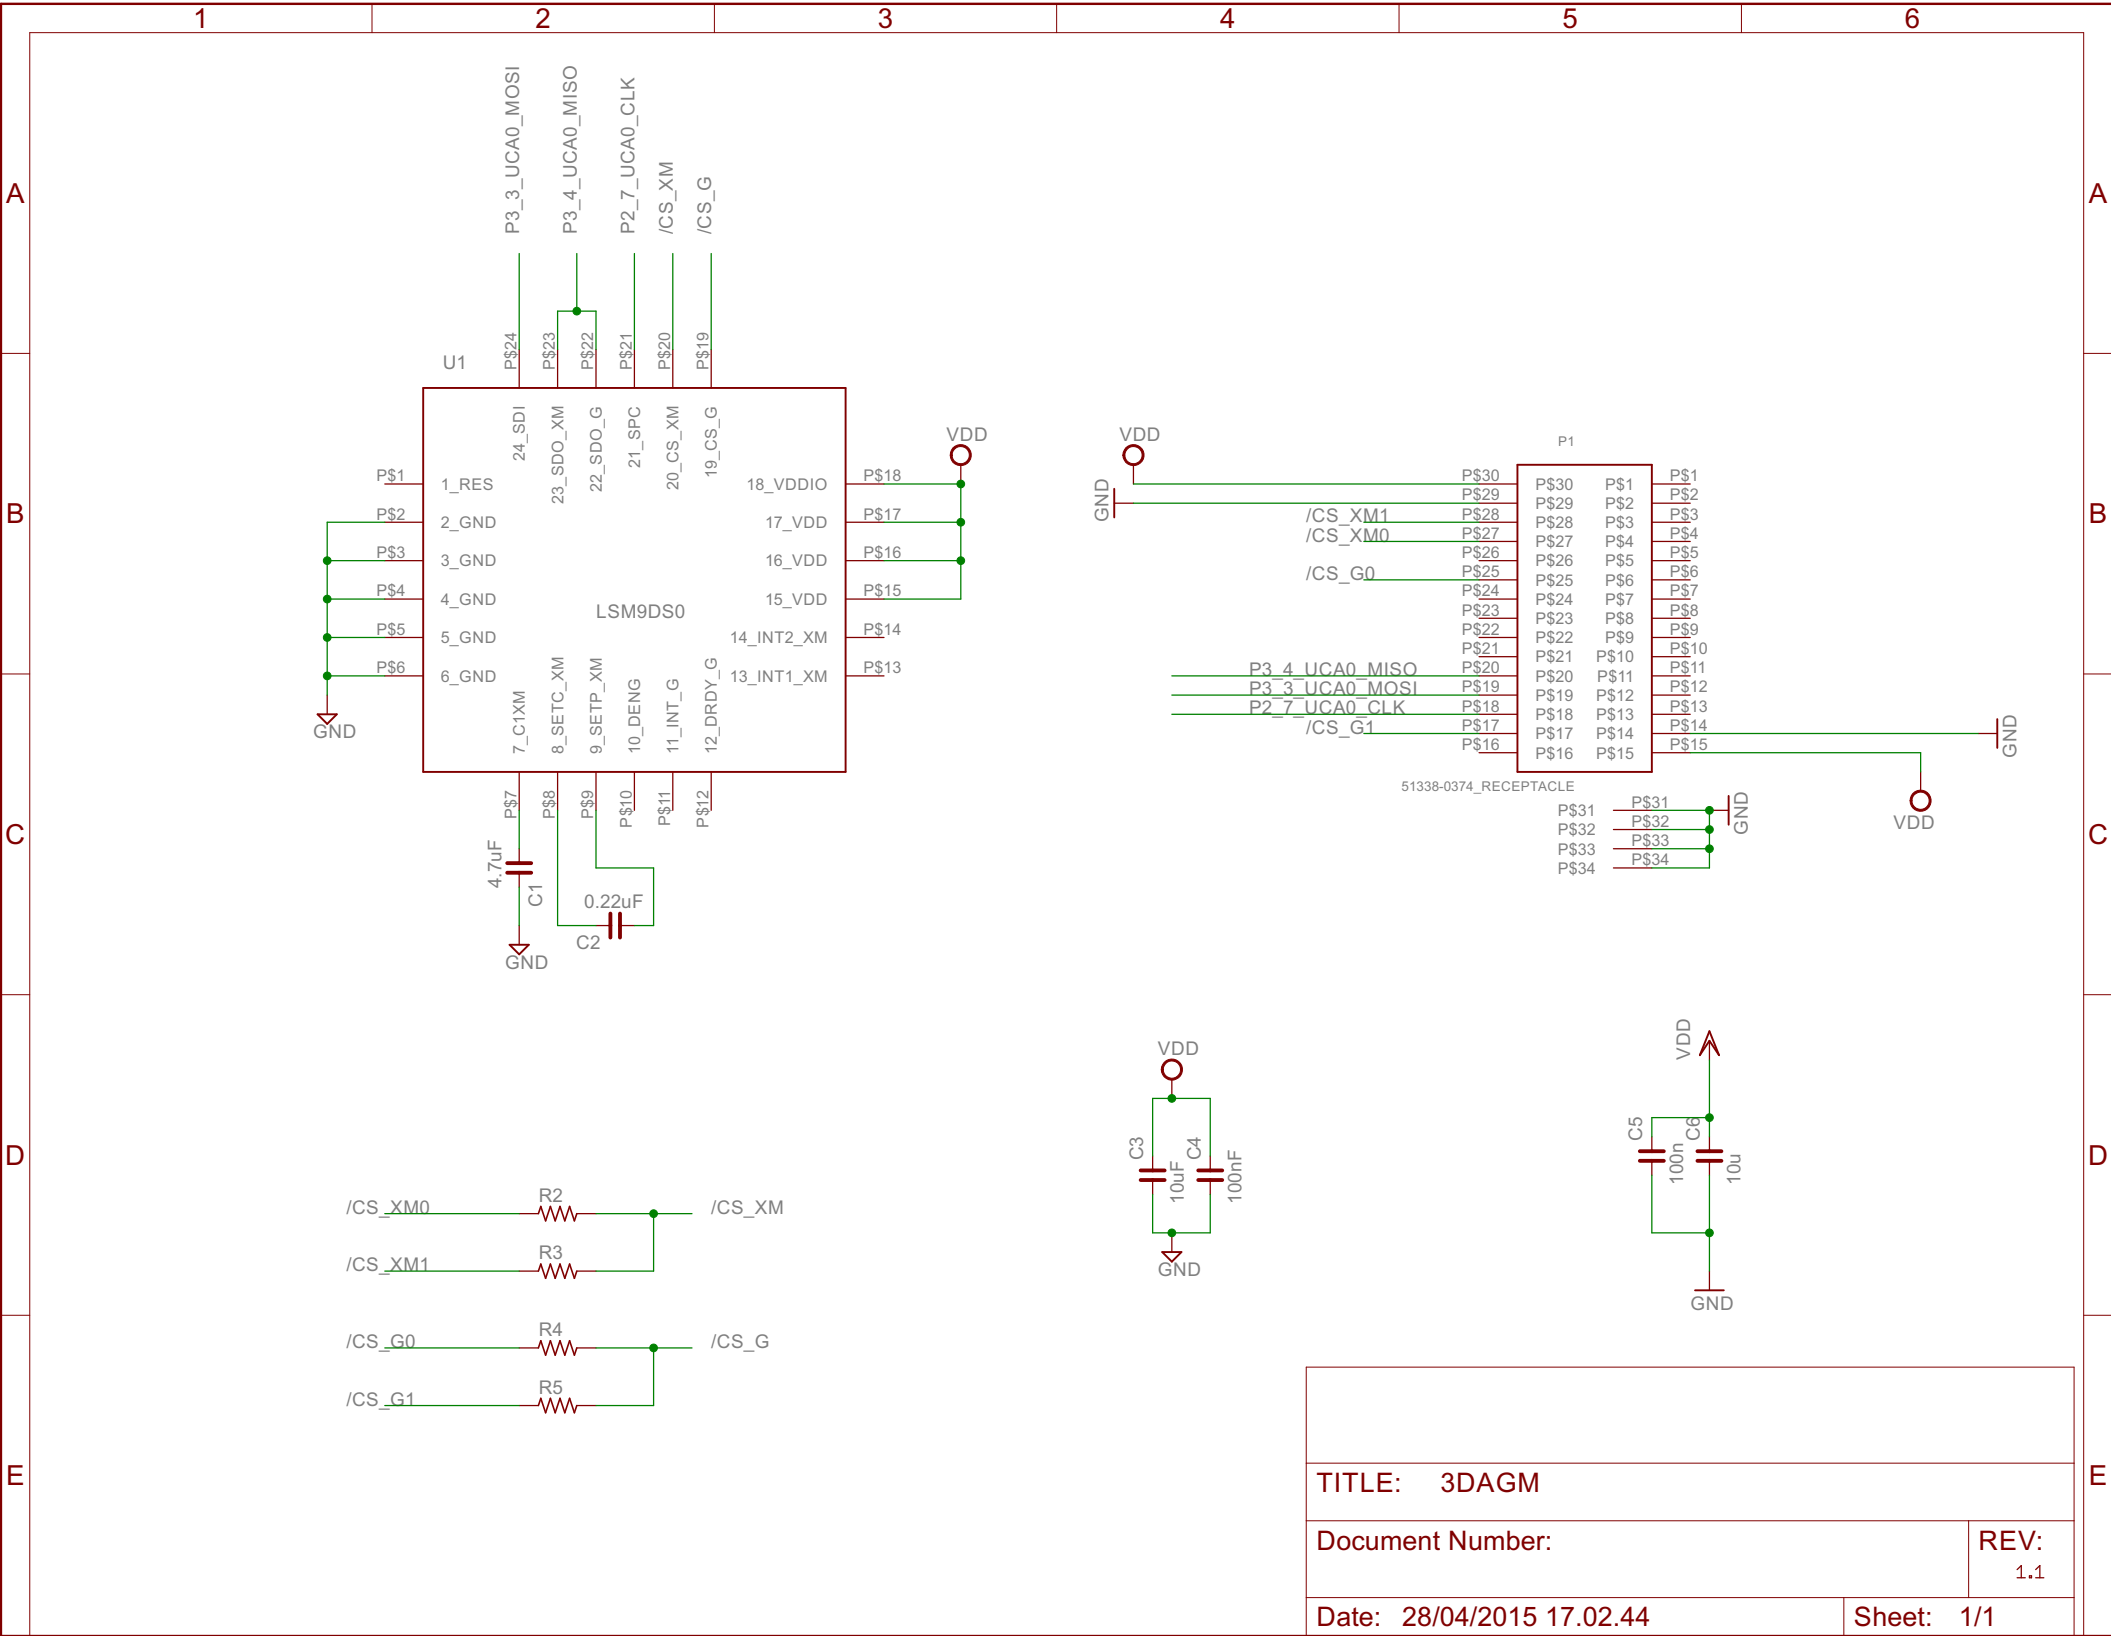 1 2 3 4 5 6
A A
B B
C C
D D
E E
P3_3_UCA0_MOSI
P3_4_UCA0_MISO
P2_7_UCA0_CLK
/CS_XM
/CS_G
U1
P$24
P$23
P$22
P$21
P$20
P$19
24_SDI
23_SDO_XM
22_SDO_G
21_SPC
20_CS_XM
19_CS_G
P$1 1_RES
P$2 2_GND
P$3 3_GND
P$4 4_GND
P$5 5_GND
P$6 6_GND
GND
LSM9DS0
VDD
18_VDDIO P$18
17_VDD P$17
16_VDD P$16
15_VDD P$15
14_INT2_XM P$14
13_INT1_XM P$13
7_C1XM
8_SETC_XM
9_SETP_XM
10_DENG
11_INT_G
12_DRDY_G
P$7
P$8
P$9
P$10
P$11
P$12
4.7uF
C1
GND
0.22uF
C2
VDD
GND
P1
P$30 P$30 P$1 P$1
P$29 P$29 P$2 P$2
/CS_XM1 P$28 P$28 P$3 P$3
/CS_XM0 P$27 P$27 P$4 P$4
P$26 P$26 P$5 P$5
/CS_G0 P$25 P$25 P$6 P$6
P$24 P$24 P$7 P$7
P$23 P$23 P$8 P$8
P$22 P$22 P$9 P$9
P$21 P$21 P$10 P$10
P3_4_UCA0_MISO P$20 P$20 P$11 P$11
P3_3_UCA0_MOSI P$19 P$19 P$12 P$12
P2_7_UCA0_CLK P$18 P$18 P$13 P$13
/CS_G1 P$17 P$17 P$14 P$14
P$16 P$16 P$15 P$15
GND
VDD
51338-0374_RECEPTACLE
P$31 P$31
P$32 P$32
P$33 P$33
P$34 P$34
GND
/CS_XM0 R2 /CS_XM
/CS_XM1 R3
/CS_G0 R4 /CS_G
/CS_G1 R5
VDD
C3
10uF
C4
100nF
GND
VDD
C5
100n
C6
10u
GND
TITLE: 3DAGM
Document Number:
REV:
1.1
Date: 28/04/2015 17.02.44
Sheet: 1/1